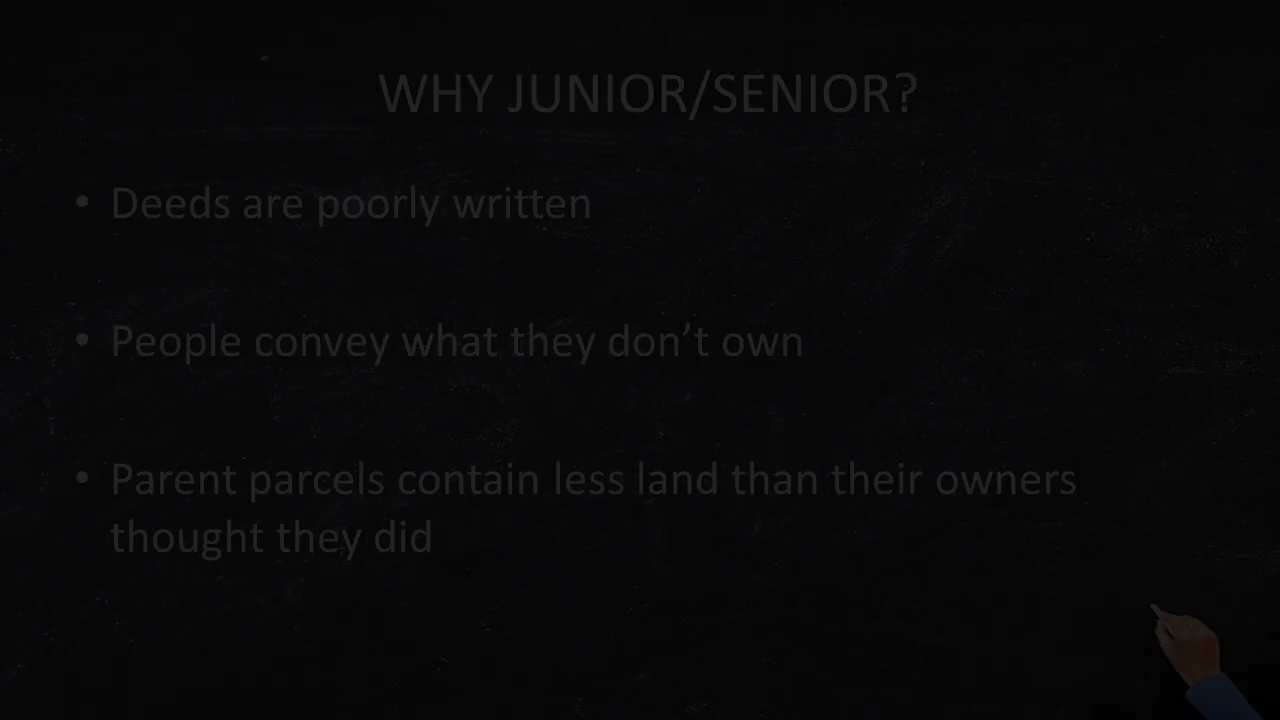 WHY JUNIOR/SENIOR?
• Deeds are poorly written
• People convey what they don’t own
• Parent parcels contain less land than their owners
thought they did